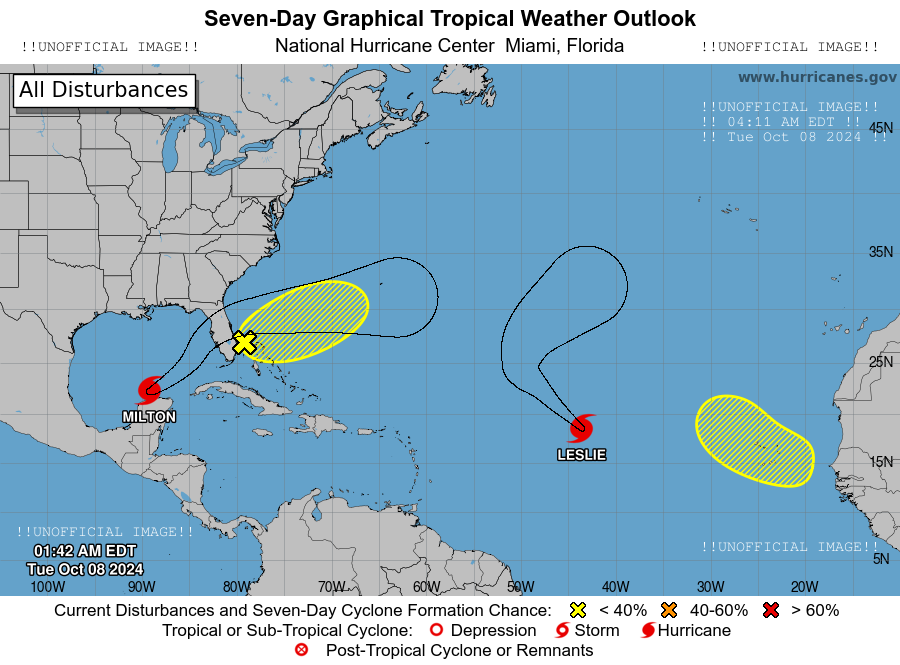 Seven-Day Graphical Tropical Weather Outlook
!!UNOFFICIAL IMAGE!! National Hurricane Center Miami, Florida !!UNOFFICIAL IMAGE!!
All Disturbances
www.hurricanes.gov
!!UNOFFICIAL IMAGE!!
!! 04:11 AM EDT !!
!! Tue Oct 08 2024 !!
45N
35N
25N
MILTON
LESLIE
15N
!!UNOFFICIAL IMAGE!!
01:42 AM EDT
Tue Oct 08 2024
!!UNOFFICIAL IMAGE!!
5N
100W 90W 80W 70W 60W 50W 40W 30W 20W
Current Disturbances and Seven-Day Cyclone Formation Chance: < 40% 40-60% > 60%
Tropical or Sub-Tropical Cyclone: Depression Storm Hurricane
Post-Tropical Cyclone or Remnants